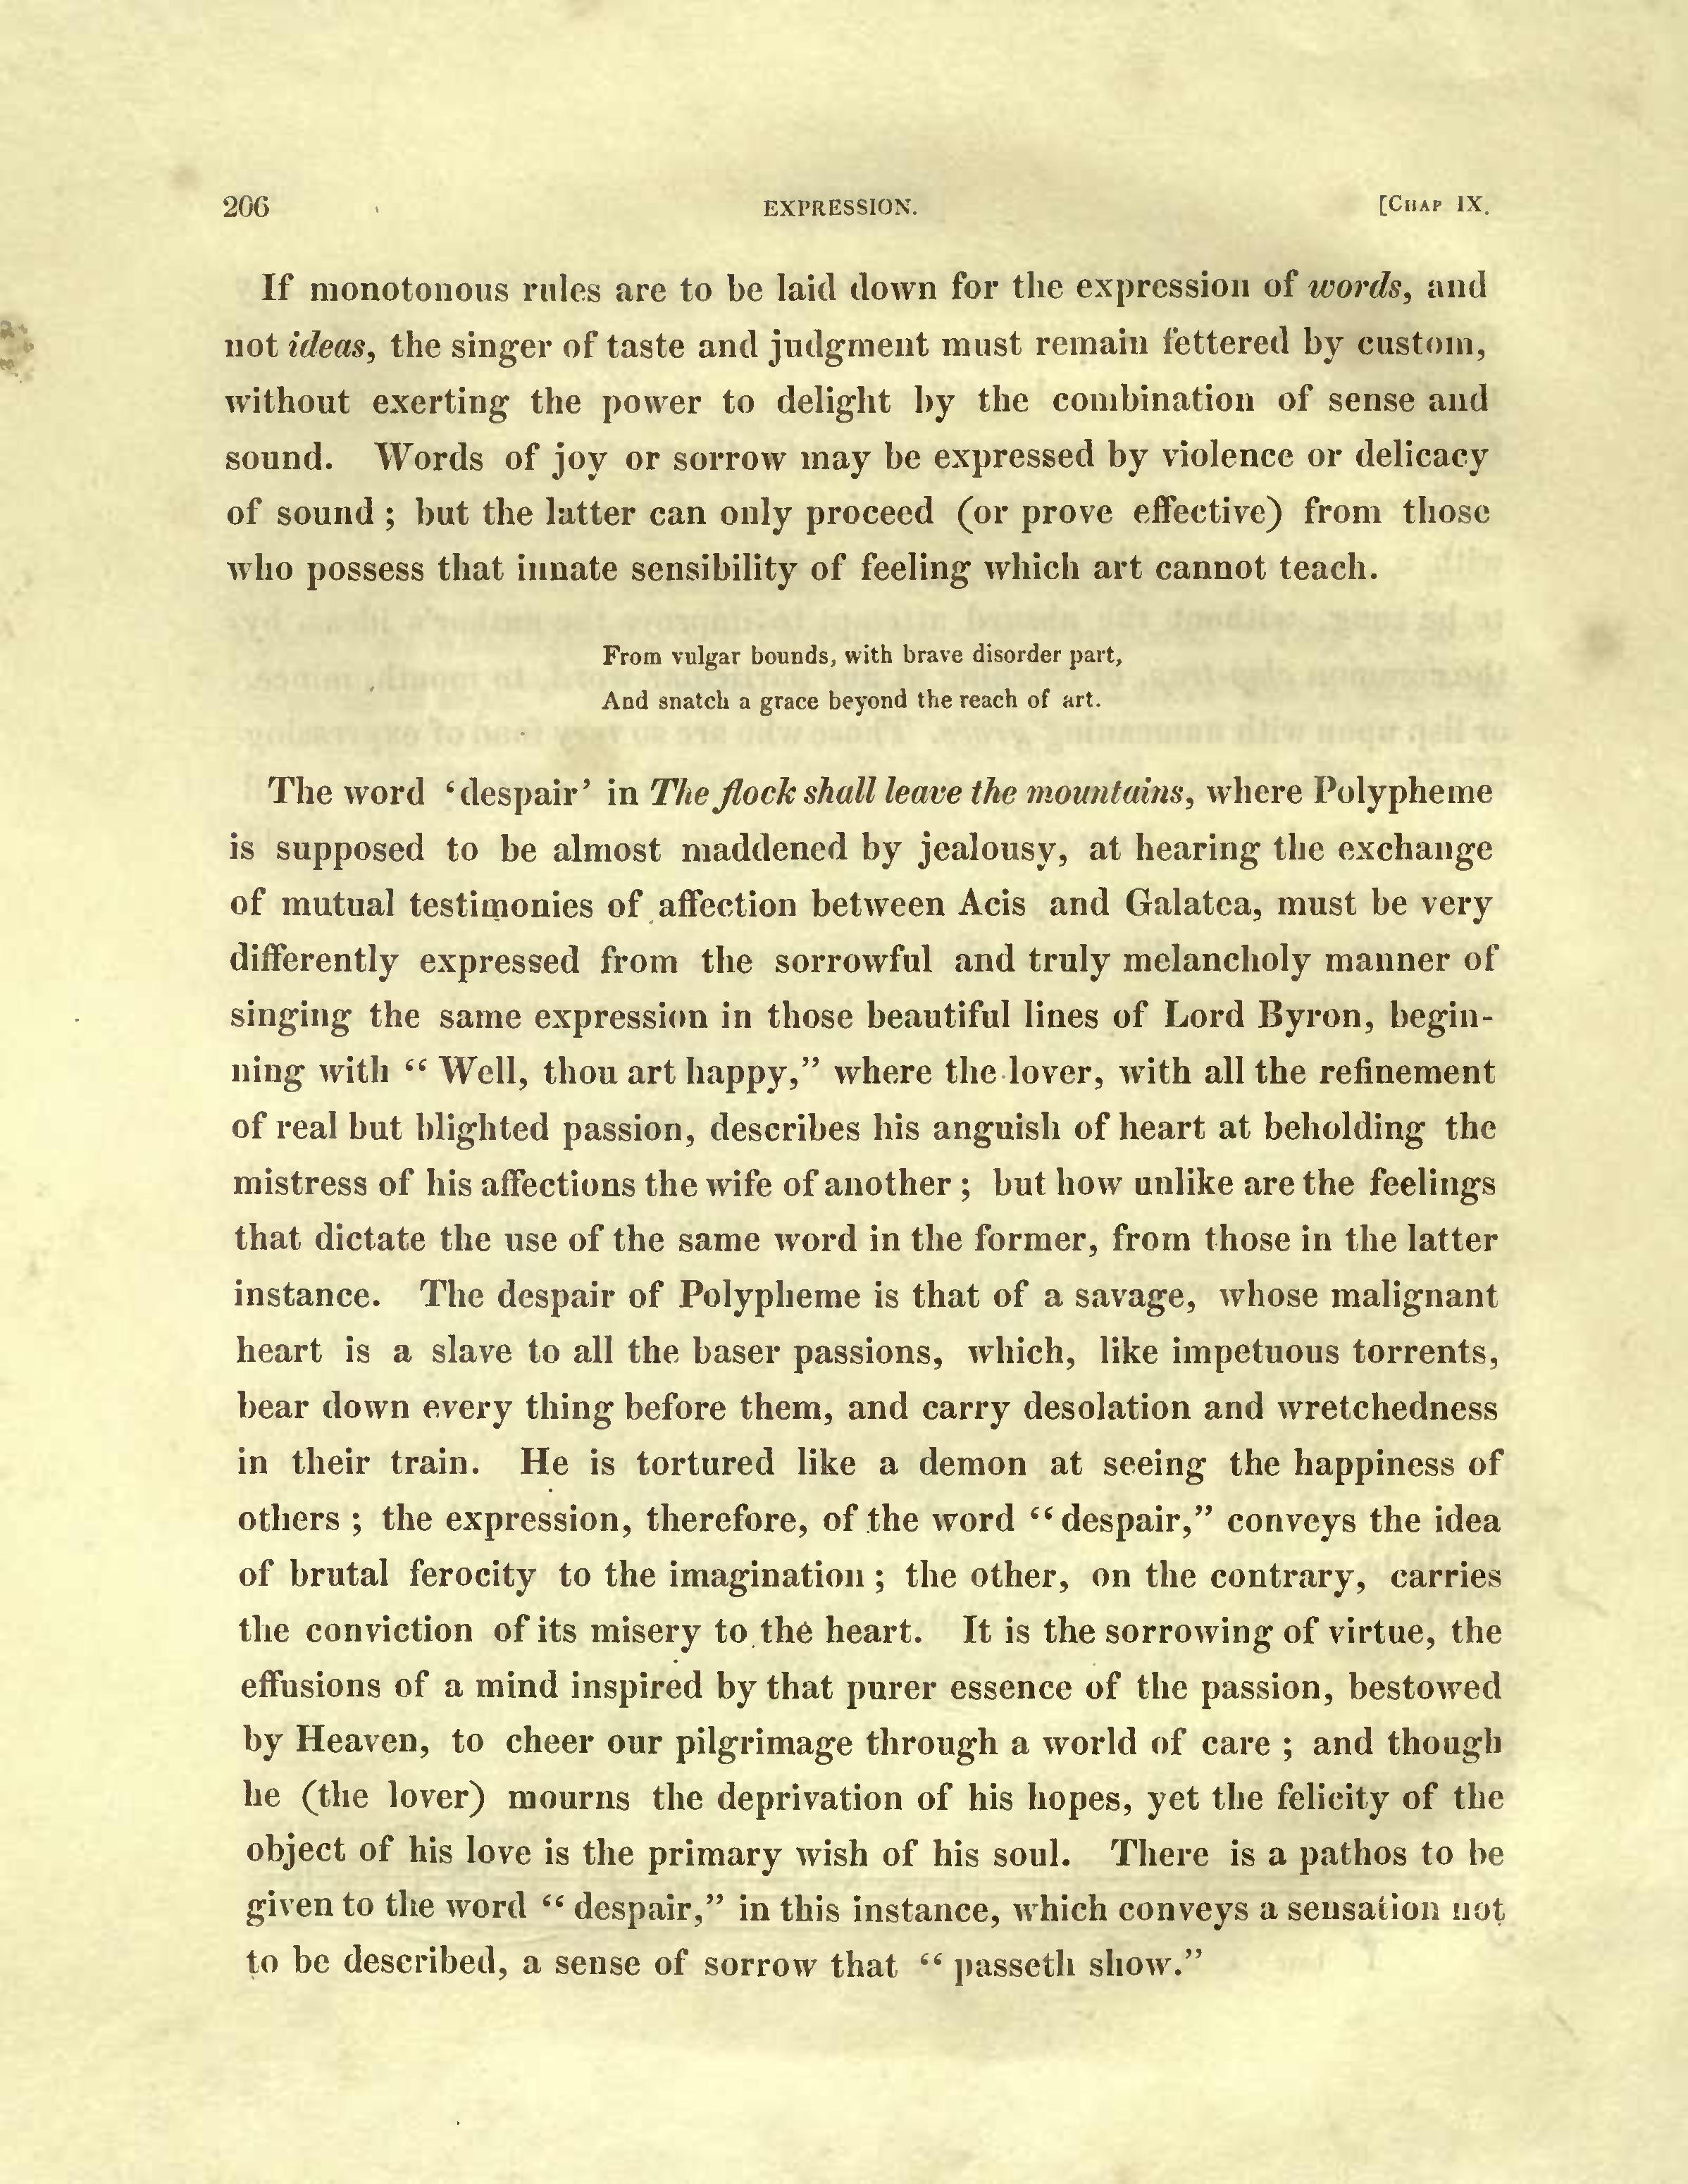 206 EXPRESSION. [CHAP IX.
If monotonous rules are to be laid down for the expression of words, and
not ideas, the singer of taste and judgment must remain fettered by custom,
without exerting the power to delight by the combination of sense and
sound. Words of joy or sorrow may be expressed by violence or delicacy
of sound ; but the latter can only proceed (or prove effective) from those
who possess that innate sensibility of feeling which art cannot teach.
From vulgar bounds, with brave disorder part,
And snatch a grace beyond the reach of art.
The word ‘despair’ in The flock shall leave the mountains, where Polypheme
is supposed to be almost maddened by jealousy, at hearing the exchange
of mutual testimonies of affection between Acis and Galatea, must be very
differently expressed from the sorrowful and truly melancholy manner of
singing the same expression in those beautiful lines of Lord Byron, begin-
ning with “ Well, thou art happy,” where the lover, with all the refinement
of real but blighted passion, describes his anguish of heart at beholding the
mistress of his affections the wife of another ; but how unlike are the feelings
that dictate the use of the same word in the former, from those in the latter
instance. The despair of Polypheme is that of a savage, whose malignant
heart is a slave to all the baser passions, which, like impetuous torrents,
bear down every thing before them, and carry desolation and wretchedness
in their train. He is tortured like a demon at seeing the happiness of
others ; the expression, therefore, of the word “ despair,” conveys the idea
of brutal ferocity to the imagination ; the other, on the contrary, carries
the conviction of its misery to the heart. It is the sorrowing of virtue, the
effusions of a mind inspired by that purer essence of the passion, bestowed
by Heaven, to cheer our pilgrimage through a world of care ; and though
he (the lover) mourns the deprivation of his hopes, yet the felicity of the
object of his love is the primary wish of his soul. There is a pathos to be
given to the word “ despair,” in this instance, which conveys a sensation not
to be described, a sense of sorrow that “ passeth show.”